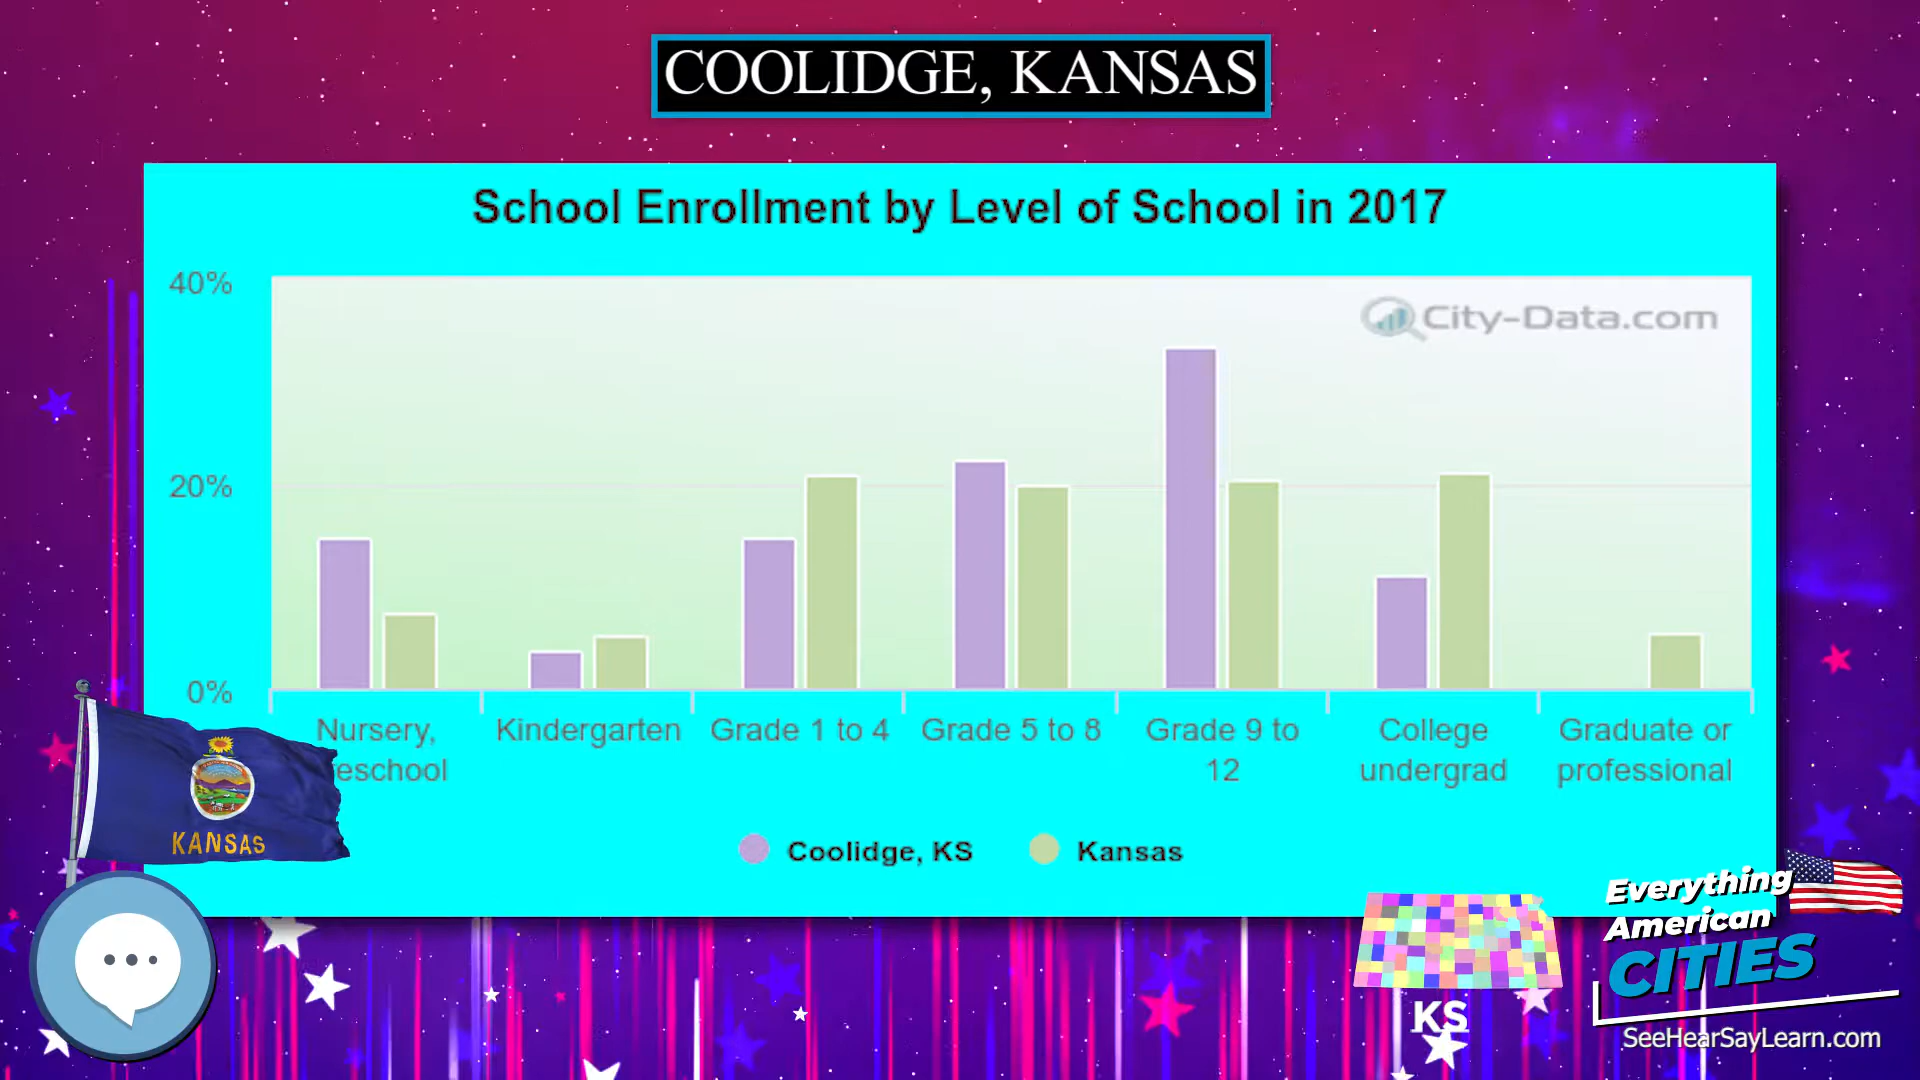 COOLIDGE, KANSAS
School Enrollment by Level of School in 2017
City-Data.com
40%
20%
0%
Nursery,
reschool
Kindergarten
Grade 1 to 4
Grade 5 to 8
Grade 9 to
12
College
undergrad
Graduate or
professional
Coolidge, KS
Kansas
KANSAS
KS
Everything
American
CITIES
SeeHearSayLearn.com